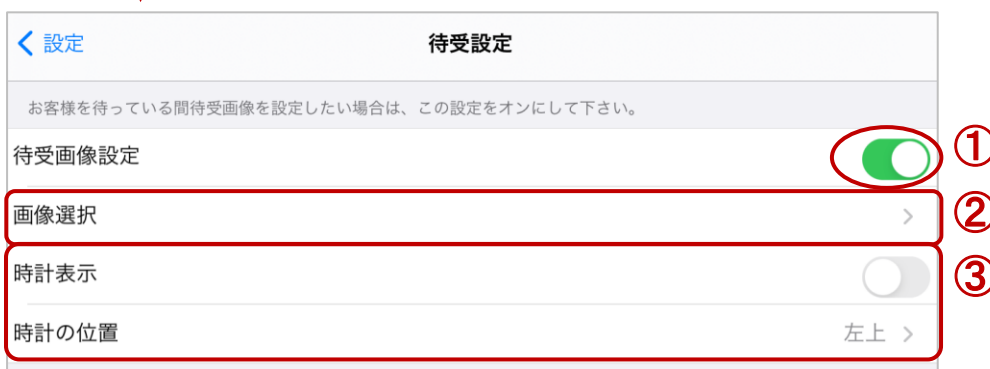 設定
待受設定
お客様を待っている間待受画像を設定したい場合は、この設定をオンにして下さい。
待受画像設定
①
画像選択
②
時計表示
③
時計の位置 左上